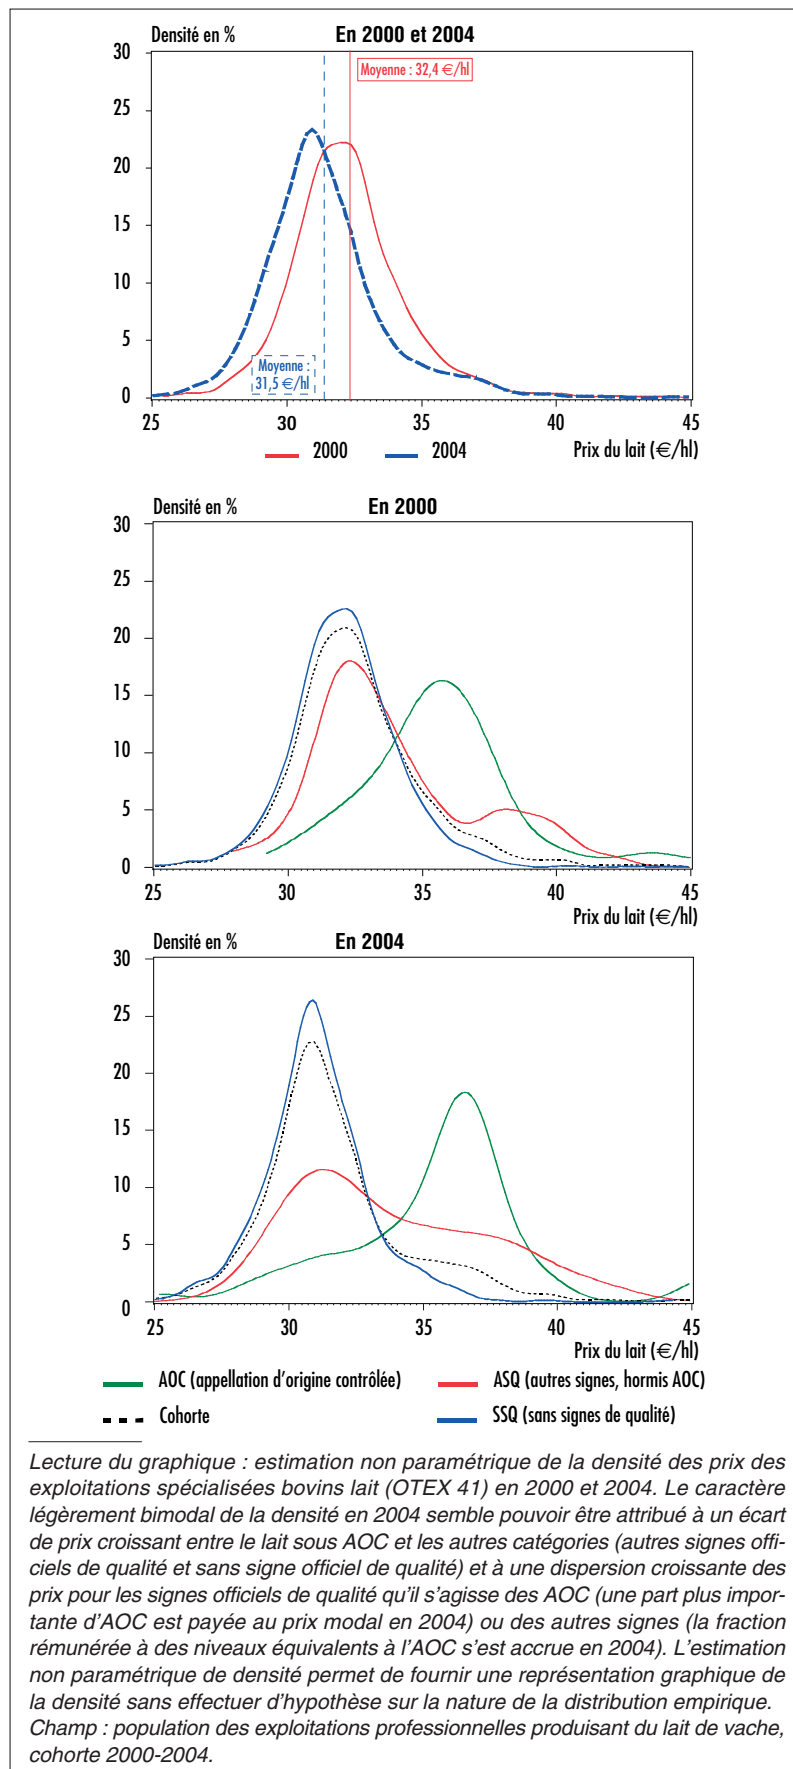 Densité en %
En 2000 et 2004
30
Moyenne : 32,4 €/hl
25
20
15
10
5
Moyenne :
31,5 €/hl
0
25 30 35 40 45
Prix du lait (€/hl)
2000 2004
Densité en %
En 2000
30
25
20
15
10
5
0
25 30 35 40 45
Prix du lait (€/hl)
Densité en %
En 2004
30
25
20
15
10
5
0
25 30 35 40 45
Prix du lait (€/hl)
AOC (appellation d'origine contrôlée) ASQ (autres signes, hormis AOC)
Cohorte SSQ (sans signes de qualité)
Lecture du graphique : estimation non paramétrique de la densité des prix des
exploitations spécialisées bovins lait (OTEX 41) en 2000 et 2004. Le caractère
légèrement bimodal de la densité en 2004 semble pouvoir être attribué à un écart
de prix croissant entre le lait sous AOC et les autres catégories (autres signes offi-
ciels de qualité et sans signe officiel de qualité) et à une dispersion croissante des
prix pour les signes officiels de qualité qu'il s'agisse des AOC (une part plus impor-
tante d'AOC est payée au prix modal en 2004) ou des autres signes (la fraction
rémunérée à des niveaux équivalents à l'AOC s'est accrue en 2004). L'estimation
non paramétrique de densité permet de fournir une représentation graphique de
la densité sans effectuer d'hypothèse sur la nature de la distribution empirique.
Champ : population des exploitations professionnelles produisant du lait de vache,
cohorte 2000-2004.